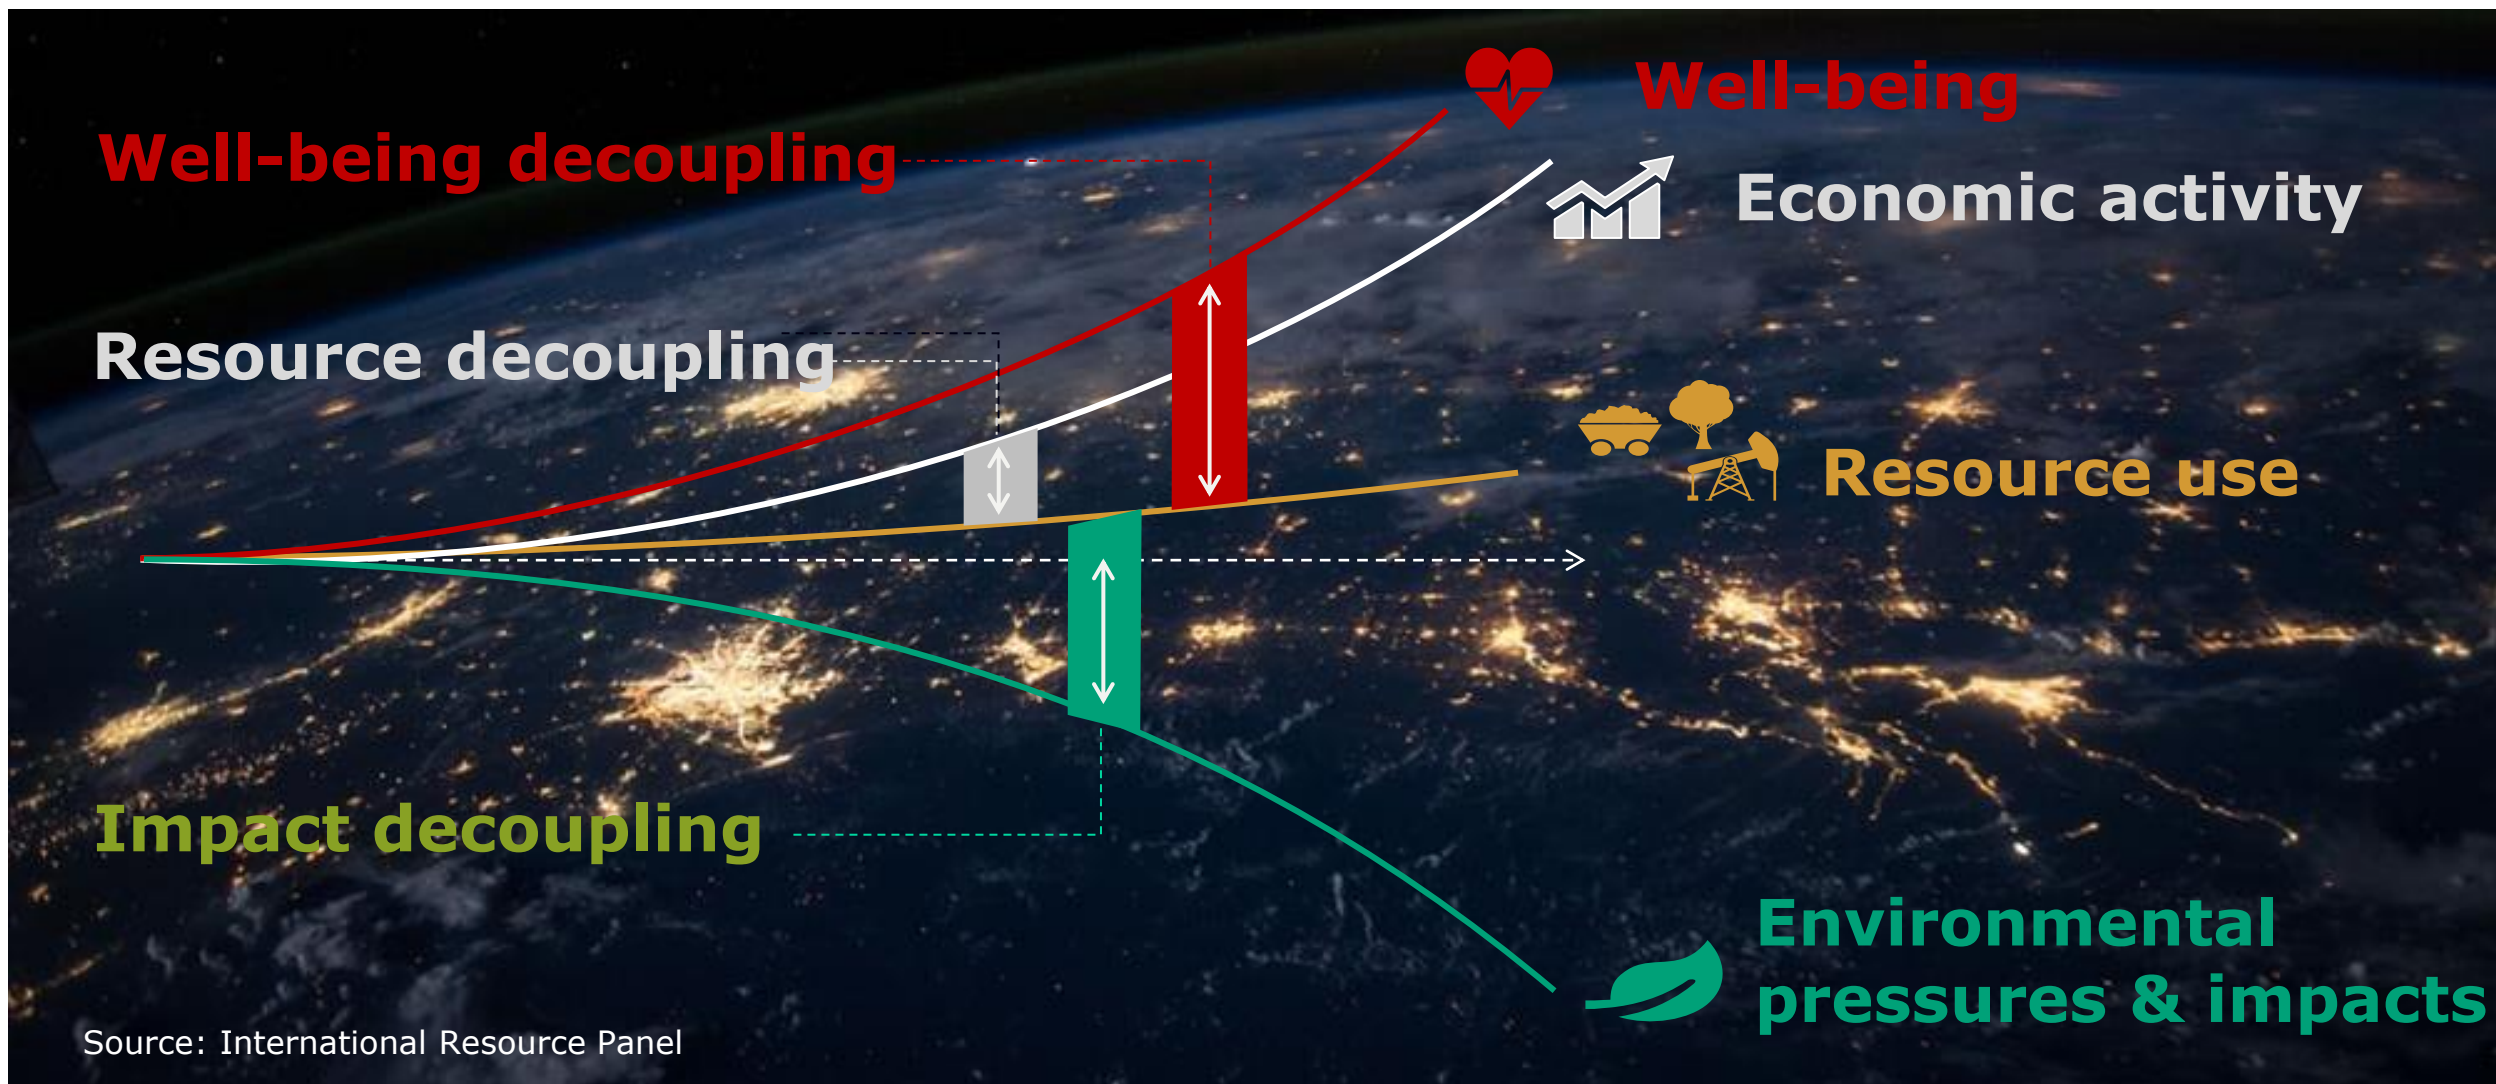 Well-being
Well-being decoupling
Economic activity
Resource decoupling
Resource use
Impact decoupling
Environmental
pressures & impacts
Source: International Resource Panel